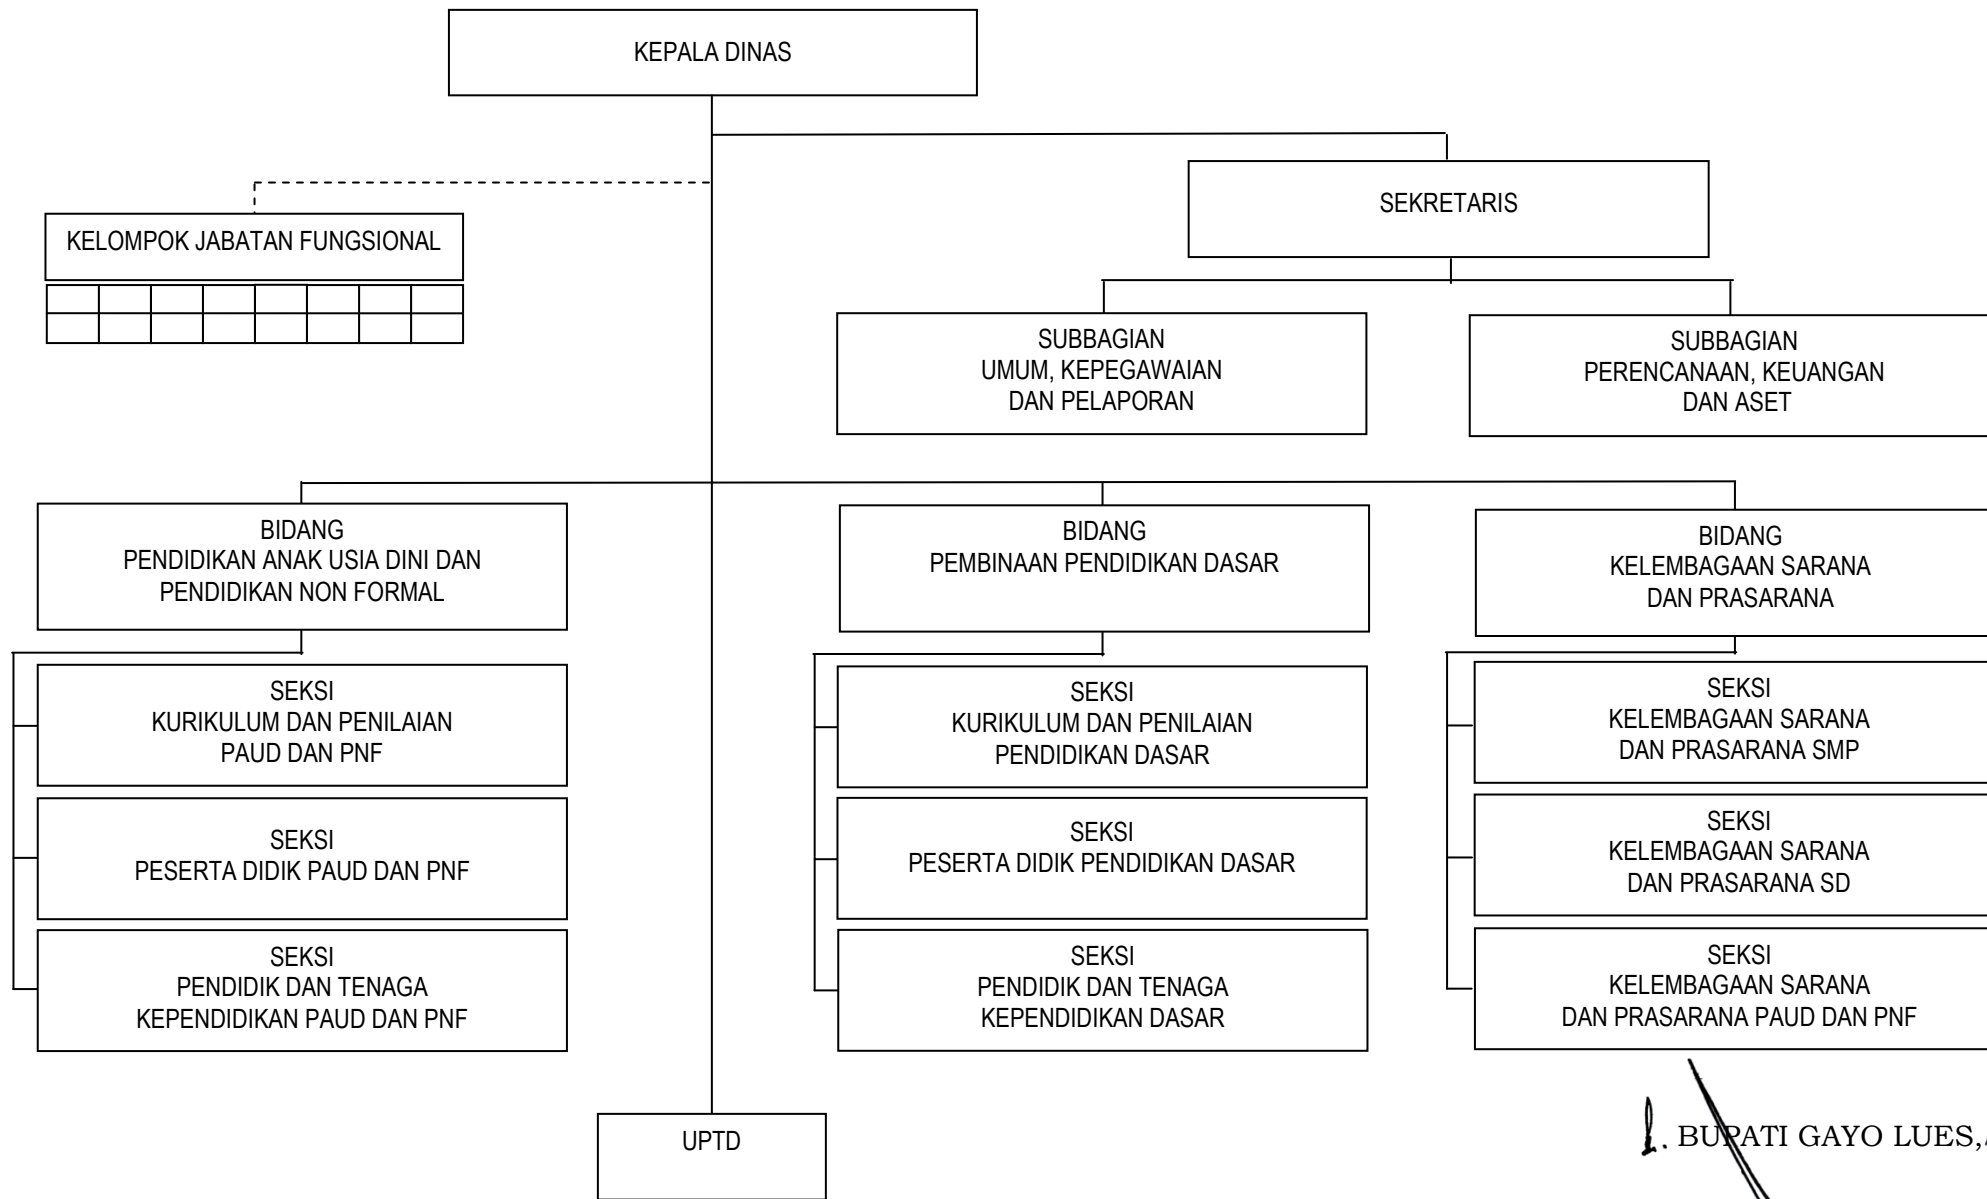 KEPALA DINAS
SEKRETARIS
KELOMPOK JABATAN FUNGSIONAL
SUBBAGIAN
UMUM, KEPEGAWAIAN
DAN PELAPORAN
SUBBAGIAN
PERENCANAAN, KEUANGAN
DAN ASET
BIDANG
PENDIDIKAN ANAK USIA DINI DAN
PENDIDIKAN NON FORMAL
SEKSI
KURIKULUM DAN PENILAIAN
PAUD DAN PNF
SEKSI
PESERTA DIDIK PAUD DAN PNF
SEKSI
PENDIDIK DAN TENAGA
KEPENDIDIKAN PAUD DAN PNF
BIDANG
PEMBINAAN PENDIDIKAN DASAR
SEKSI
KURIKULUM DAN PENILAIAN
PENDIDIKAN DASAR
SEKSI
PESERTA DIDIK PENDIDIKAN DASAR
SEKSI
PENDIDIK DAN TENAGA
KEPENDIDIKAN DASAR
BIDANG
KELEMBAGAAN SARANA
DAN PRASARANA
SEKSI
KELEMBAGAAN SARANA
DAN PRASARANA SMP
SEKSI
KELEMBAGAAN SARANA
DAN PRASARANA SD
SEKSI
KELEMBAGAAN SARANA
DAN PRASARANA PAUD DAN PNF
UPTD
BUPATI GAYO LUES,